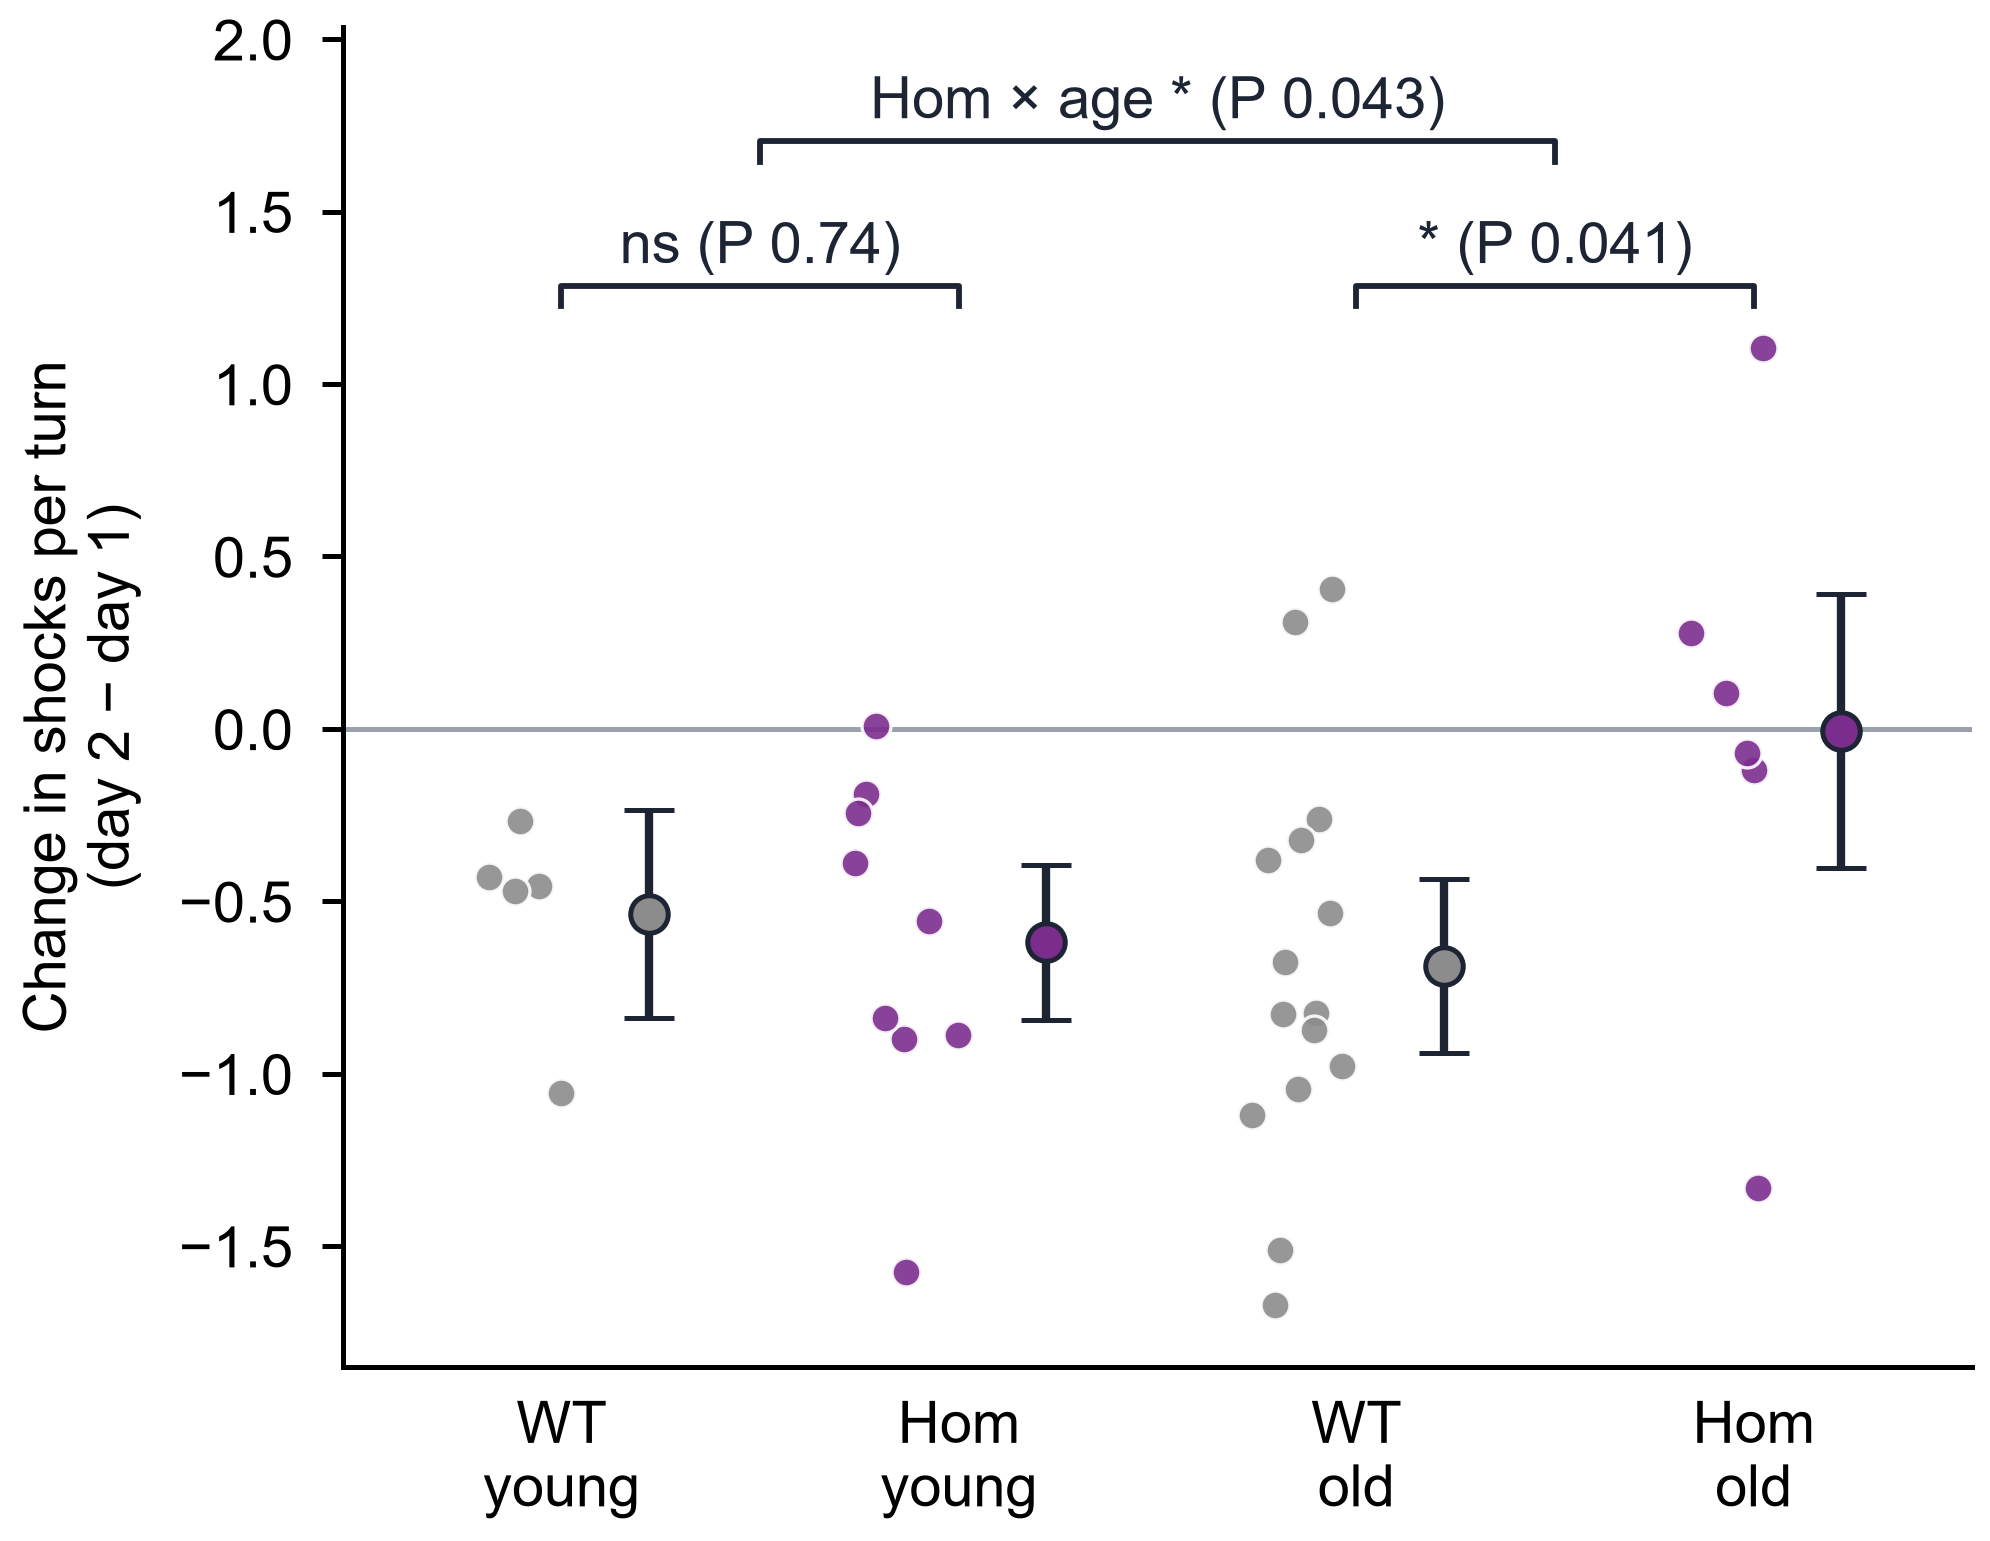 2.0
1.5
1.0
0.5
0.0
−0.5
−1.0
−1.5
Change in shocks per turn
(day 2 − day 1)
Hom × age * (P 0.043)
ns (P 0.74)
* (P 0.041)
WT
young
Hom
young
WT
old
Hom
old